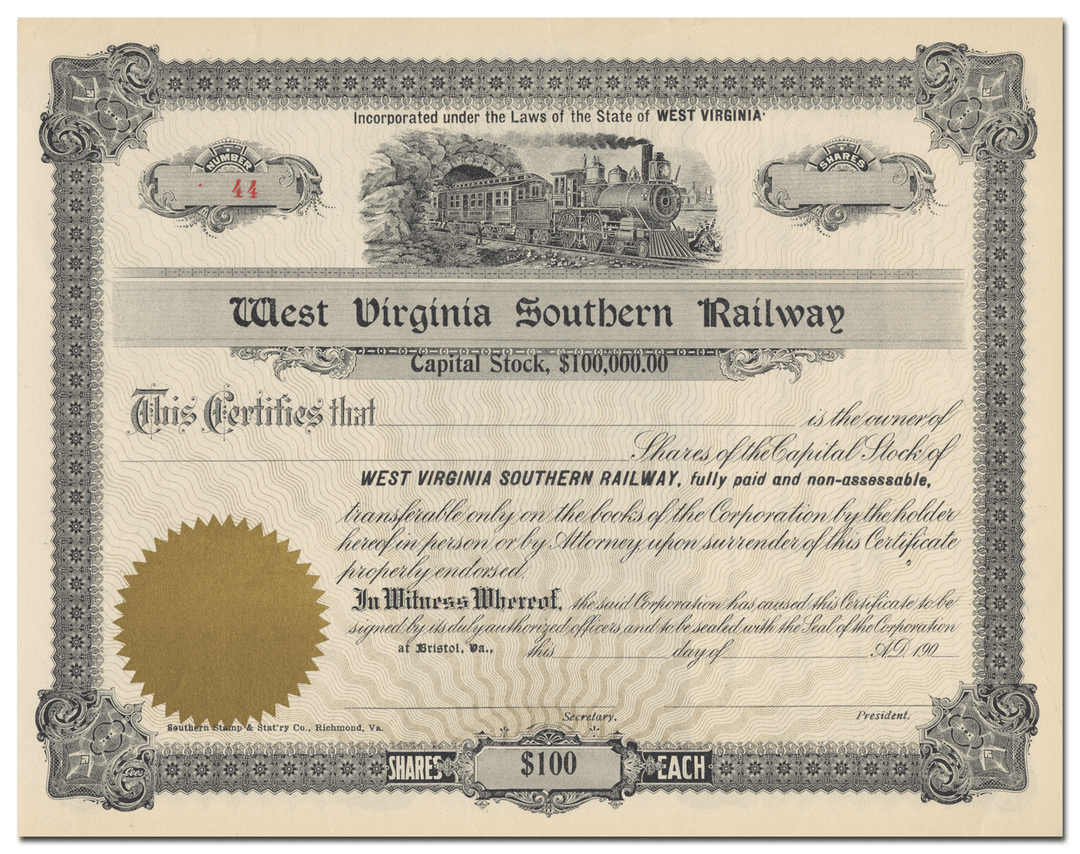 Incorporated under the Laws of the State of WEST VIRGINIA.
NUMBER
44
SHARES
West Virginia Southern Railway
Capital Stock, $100,000.00
This Certifies that is the owner of
Shares of the Capital Stock of
WEST VIRGINIA SOUTHERN RAILWAY, fully paid and non-assessable,
transferable only on the books of the Corporation by the holder
hereof in person or by Attorney upon surrender of this Certificate
properly endorsed.
In Witness Whereof, the said Corporation has caused this Certificate to be
signed by its duly authorized officers and to be sealed with the Seal of the Corporation
at Bristol, Va., this day of A.D. 190
Secretary. President.
Southern Stamp & Stat'ry Co., Richmond, Va.
Goes
SHARES $100 EACH